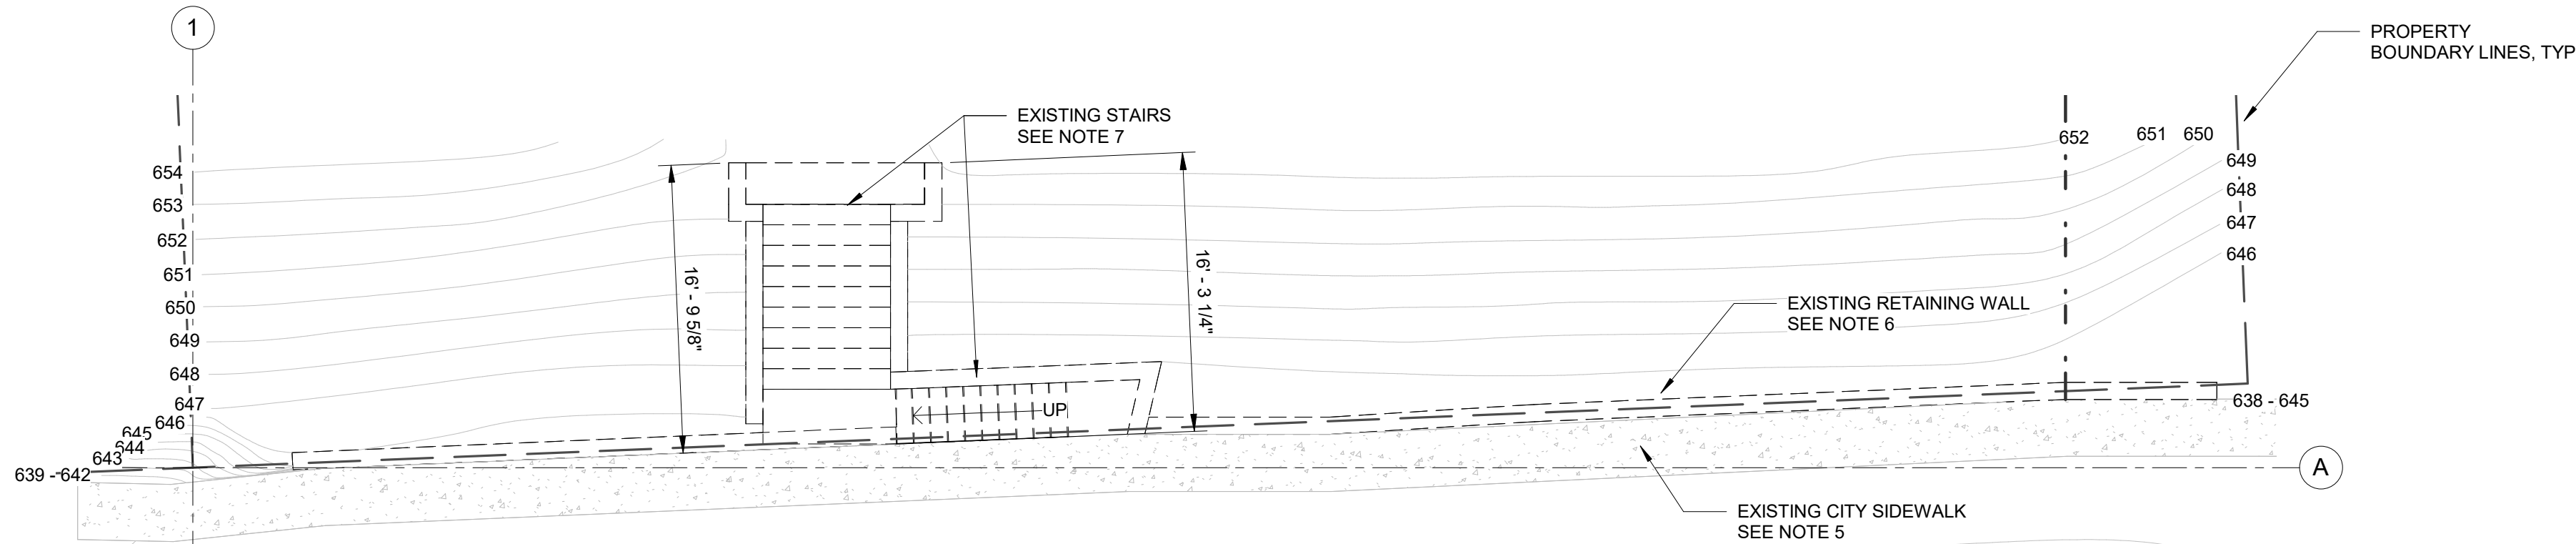 1
PROPERTY
BOUNDARY LINES, TYP
EXISTING STAIRS
SEE NOTE 7
652
651
650
649
648
647
646
654
653
652
651
650
649
648
647
646
645
644
643
639 - 642
16' - 9 5/8"
16' - 3 1/4"
EXISTING RETAINING WALL
SEE NOTE 6
UP
638 - 645
A
EXISTING CITY SIDEWALK
SEE NOTE 5